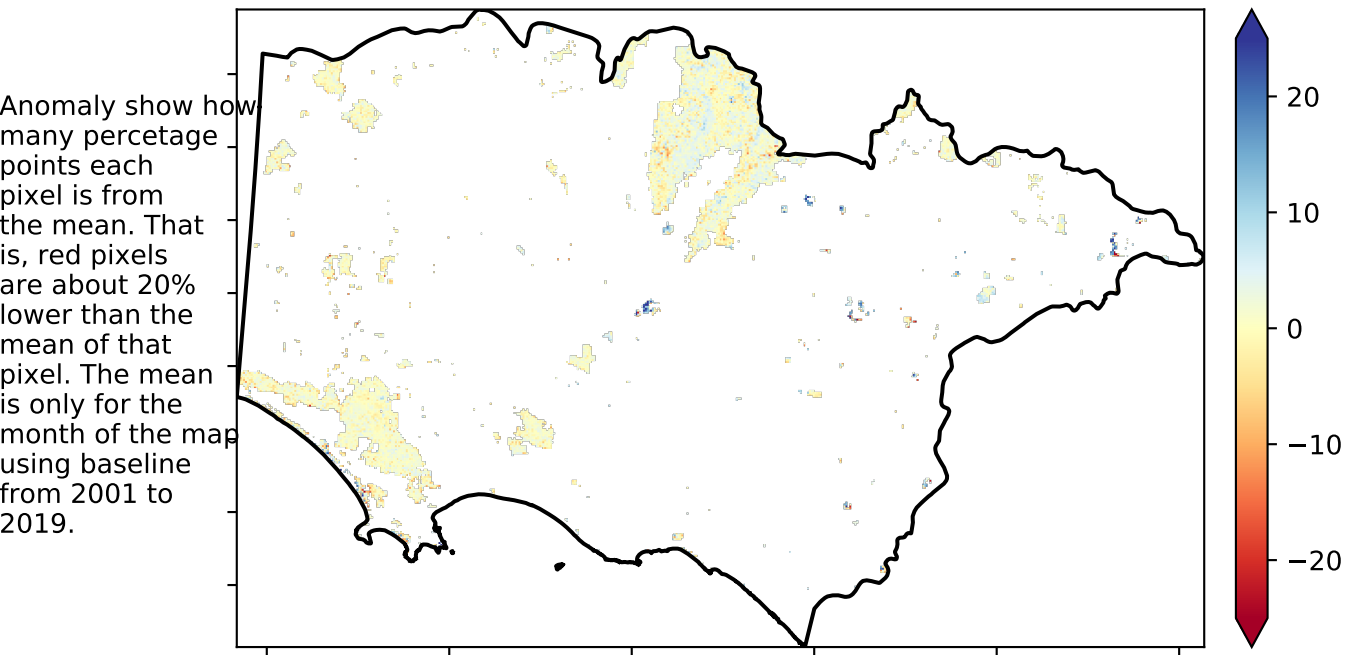 Anomaly show how
many percetage
points each
pixel is from
the mean. That
is, red pixels
are about 20%
lower than the
mean of that
pixel. The mean
is only for the
month of the map
using baseline
from 2001 to
2019.
20
10
0
−10
−20